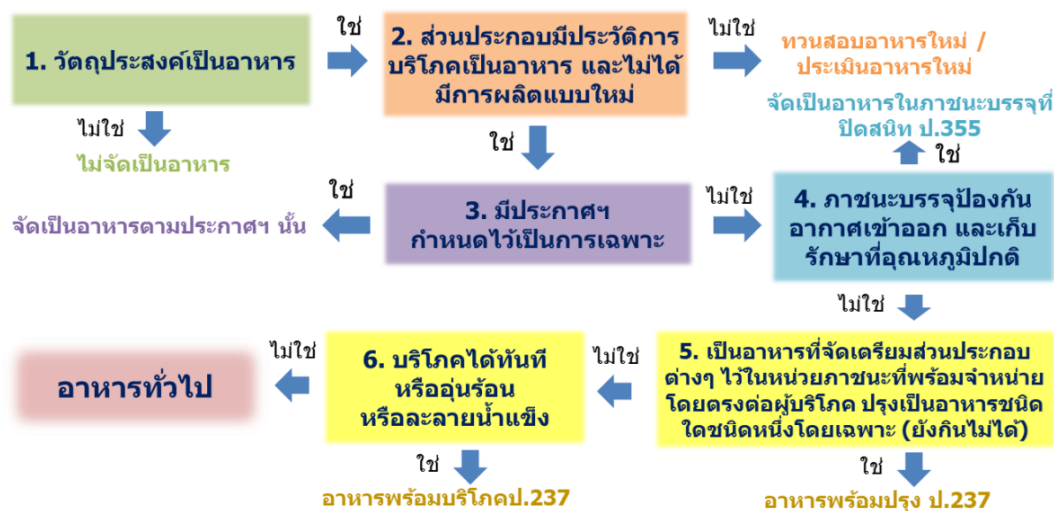 1. วัตถุประสงค์เป็นอาหาร
ใช่
2. ส่วนประกอบมีประวัติการ
บริโภคเป็นอาหาร และไม่ได้
มีการผลิตแบบใหม่
ไม่ใช่
ทวนสอบอาหารใหม่ /
ประเมินอาหารใหม่
ไม่ใช่
ไม่จัดเป็นอาหาร
ใช่
จัดเป็นอาหารในภาชนะบรรจุที่
ปิดสนิท ป.355
ใช่
จัดเป็นอาหารตามประกาศฯ นั้น
ใช่
3. มีประกาศฯ
กำหนดไว้เป็นการเฉพาะ
ไม่ใช่
4. ภาชนะบรรจุป้องกัน
อากาศเข้าออก และเก็บ
รักษาที่อุณหภูมิปกติ
ไม่ใช่
อาหารทั่วไป
ไม่ใช่
6. บริโภคได้ทันที
หรืออุ่นร้อน
หรือละลายน้ำแข็ง
ไม่ใช่
5. เป็นอาหารที่จัดเตรียมส่วนประกอบ
ต่างๆ ไว้ในหน่วยภาชนะที่พร้อมจำหน่าย
โดยตรงต่อผู้บริโภค ปรุงเป็นอาหารชนิด
ใดชนิดหนึ่งโดยเฉพาะ (ยังกินไม่ได้)
ใช่
อาหารพร้อมบริโภคป.237
ใช่
อาหารพร้อมปรุง ป.237